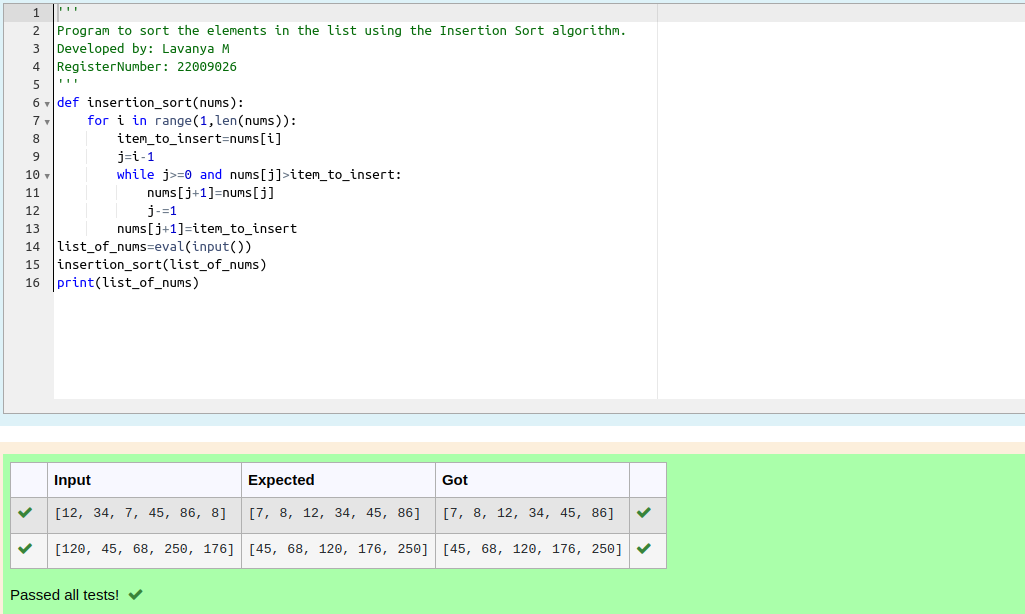 1 '''
2 Program to sort the elements in the list using the Insertion Sort algorithm.
3 Developed by: Lavanya M
4 RegisterNumber: 22009026
5 '''
6 def insertion_sort(nums):
7     for i in range(1,len(nums)):
8         item_to_insert=nums[i]
9         j=i-1
10         while j>=0 and nums[j]>item_to_insert:
11             nums[j+1]=nums[j]
12             j-=1
13         nums[j+1]=item_to_insert
14 list_of_nums=eval(input())
15 insertion_sort(list_of_nums)
16 print(list_of_nums)
Input Expected Got
[12, 34, 7, 45, 86, 8] [7, 8, 12, 34, 45, 86] [7, 8, 12, 34, 45, 86]
[120, 45, 68, 250, 176] [45, 68, 120, 176, 250] [45, 68, 120, 176, 250]
Passed all tests!